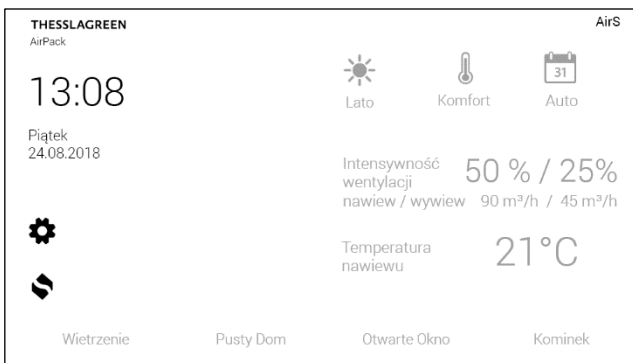 THESSLAGREEN
AirPack
AirS
13:08
Piątek
24.08.2018
31
Lato
Komfort
Auto
Intensywność
wentylacji
nawiew / wywiew
50 % / 25%
90 m³/h / 45 m³/h
Temperatura
nawiewu
21°C
Wietrzenie
Pusty Dom
Otwarte Okno
Kominek